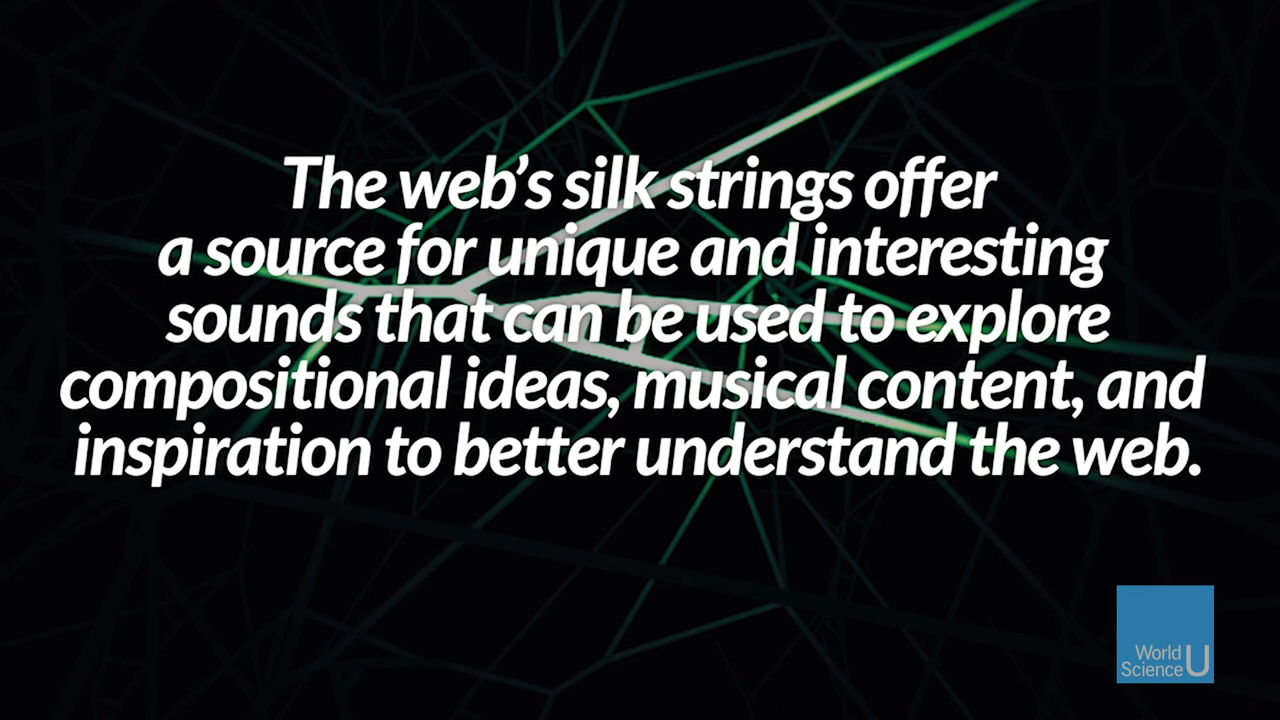 The web’s silk strings offer
a source for unique and interesting
sounds that can be used to explore
compositional ideas, musical content, and
inspiration to better understand the web.
World
Science U